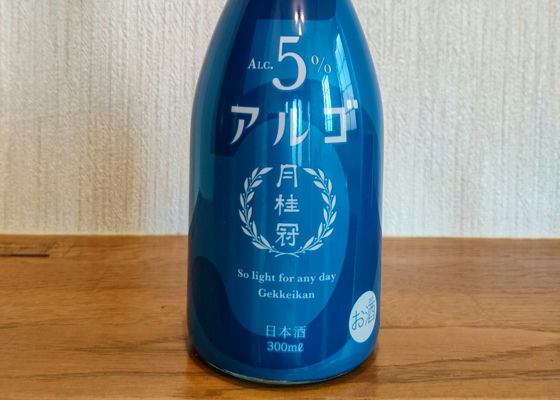 ALC. 5%
アルゴ
月
桂
冠
So light for any day
Gekkeikan
日本酒
300mℓ
お酒